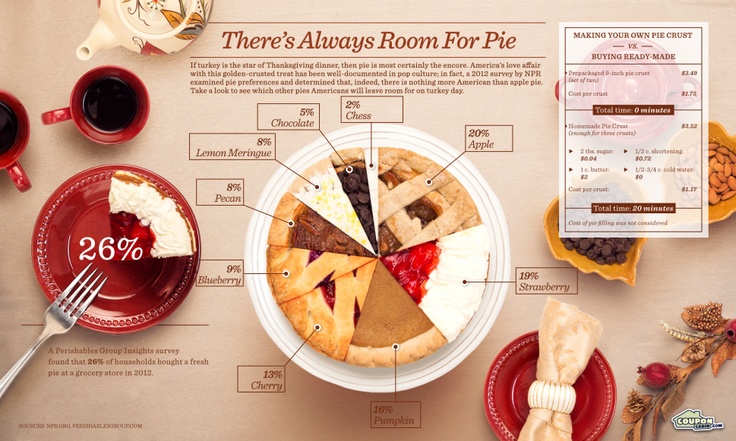 There's Always Room For Pie
If turkey is the star of Thanksgiving dinner, then pie is most certainly the encore. America's love affair
with this golden-crusted treat has been well-documented in pop culture; in fact, a 2012 survey by NPR
examined pie preferences and determined that, indeed, there is nothing more American than apple pie.
Take a look to see which other pies Americans will leave room for on turkey day.
MAKING YOUR OWN PIE CRUST
vs.
BUYING READY-MADE
Prepackaged 9-inch pie crust $3.49
(set of two)
Cost per crust $1.75
Total time: 0 minutes
Homemade Pie Crust $3.52
(enough for three crusts)
2 tbs. sugar: 1/2 c. shortening:
$0.04 $0.72
1 c. butter: 1/2-3/4 c. cold water:
$2 $0
Cost per crust: $1.17
Total time: 20 minutes
Cost of pie filling was not considered
2%
Chess
5%
Chocolate
8%
Lemon Meringue
20%
Apple
8%
Pecan
9%
Blueberry
19%
Strawberry
13%
Cherry
16%
Pumpkin
26%
A Perishables Group Insights survey
found that 26% of households bought a fresh
pie at a grocery store in 2012.
SOURCES: NPR.ORG, PERISHABLESGROUP.COM
COUPON
CABIN.COM